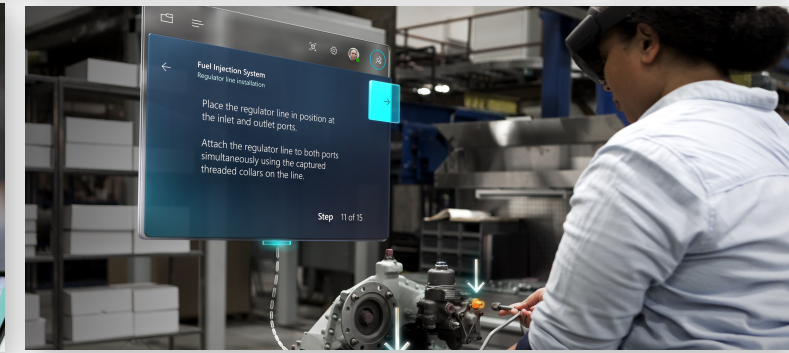 Fuel Injection System
Regulator line installation
Place the regulator line in position at
the inlet and outlet ports.
Attach the regulator line to both ports
simultaneously using the captured
threaded collars on the line.
Step 11 of 15